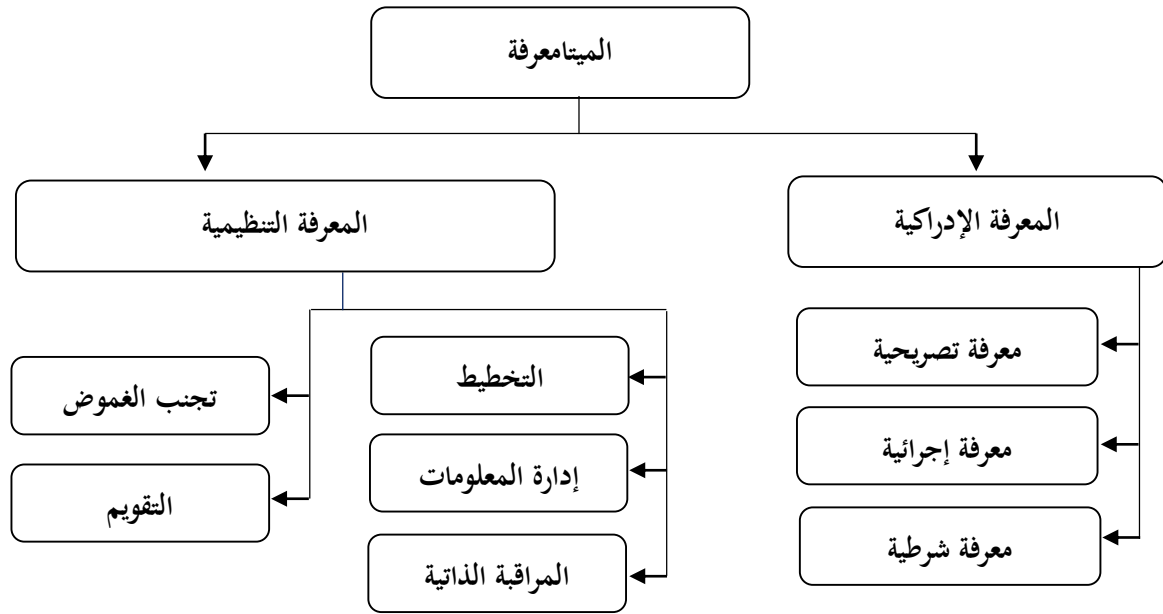 الميتامعرفة
المعرفة الإدراكية
المعرفة التنظيمية
معرفة تصريحية
معرفة إجرائية
معرفة شرطية
التخطيط
إدارة المعلومات
المراقبة الذاتية
تجنب الغموض
التقويم